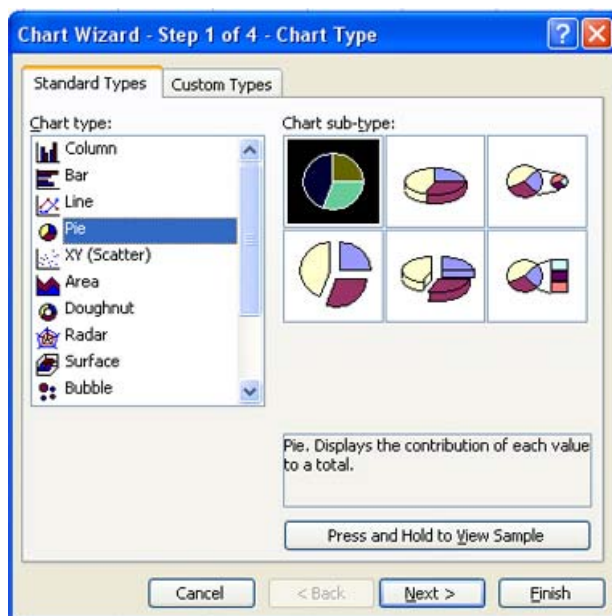 Chart Wizard - Step 1 of 4 - Chart Type
Standard Types
Custom Types
Chart type:
Column
Bar
Line
Pie
XY (Scatter)
Area
Doughnut
Radar
Surface
Bubble
Chart sub-type:
Pie. Displays the contribution of each value
to a total.
Press and Hold to View Sample
Cancel
< Back
Next >
Finish